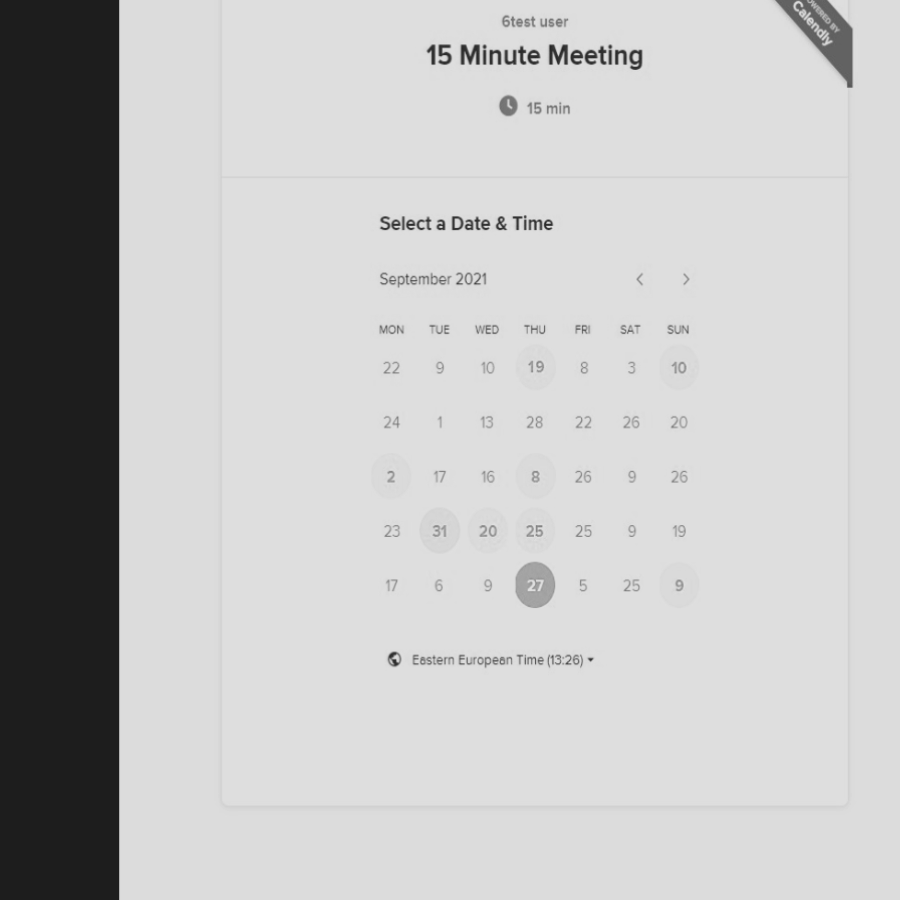 POWERED BY
Calendly
6test user
15 Minute Meeting
15 min
Select a Date & Time
September 2021
MON TUE WED THU FRI SAT SUN
22 9 10 19 8 3 10
24 1 13 28 22 26 20
2 17 16 8 26 9 26
23 31 20 25 25 9 19
17 6 9 27 5 25 9
Eastern European Time (13:26)